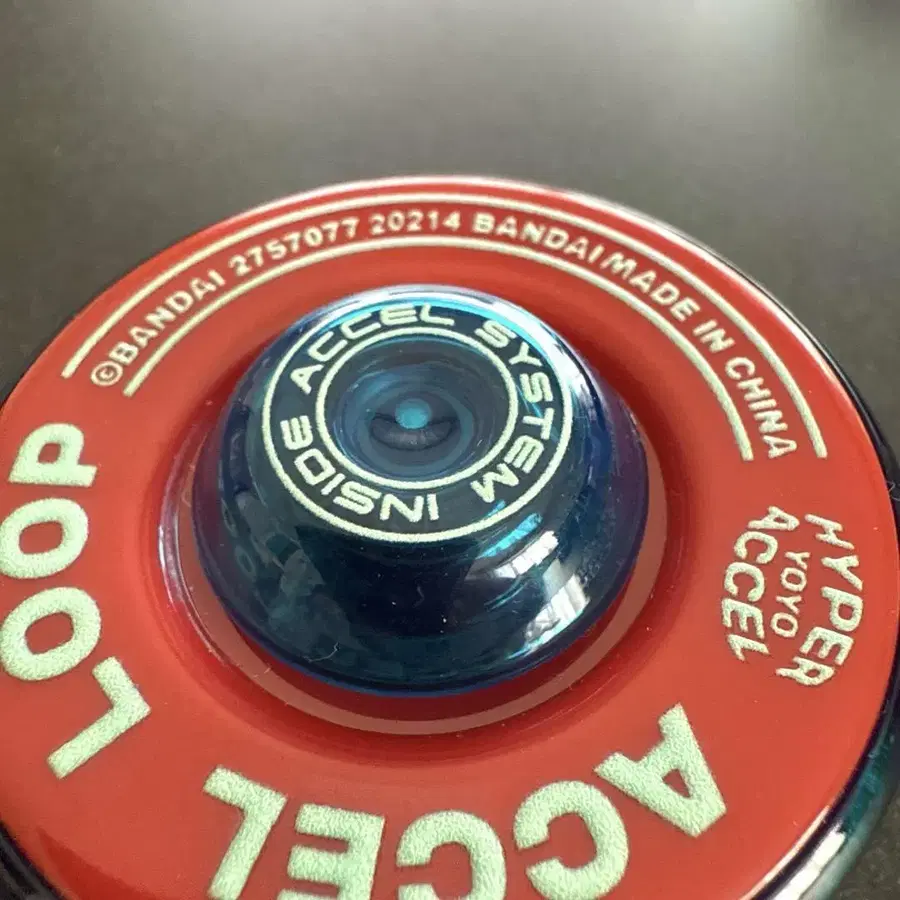 ©BANDAI 2757077 20214 BANDAI MADE IN CHINA
ACCEL SYSTEM INSIDE
HYPER
YOYO
ACCEL
ACCEL LOOP